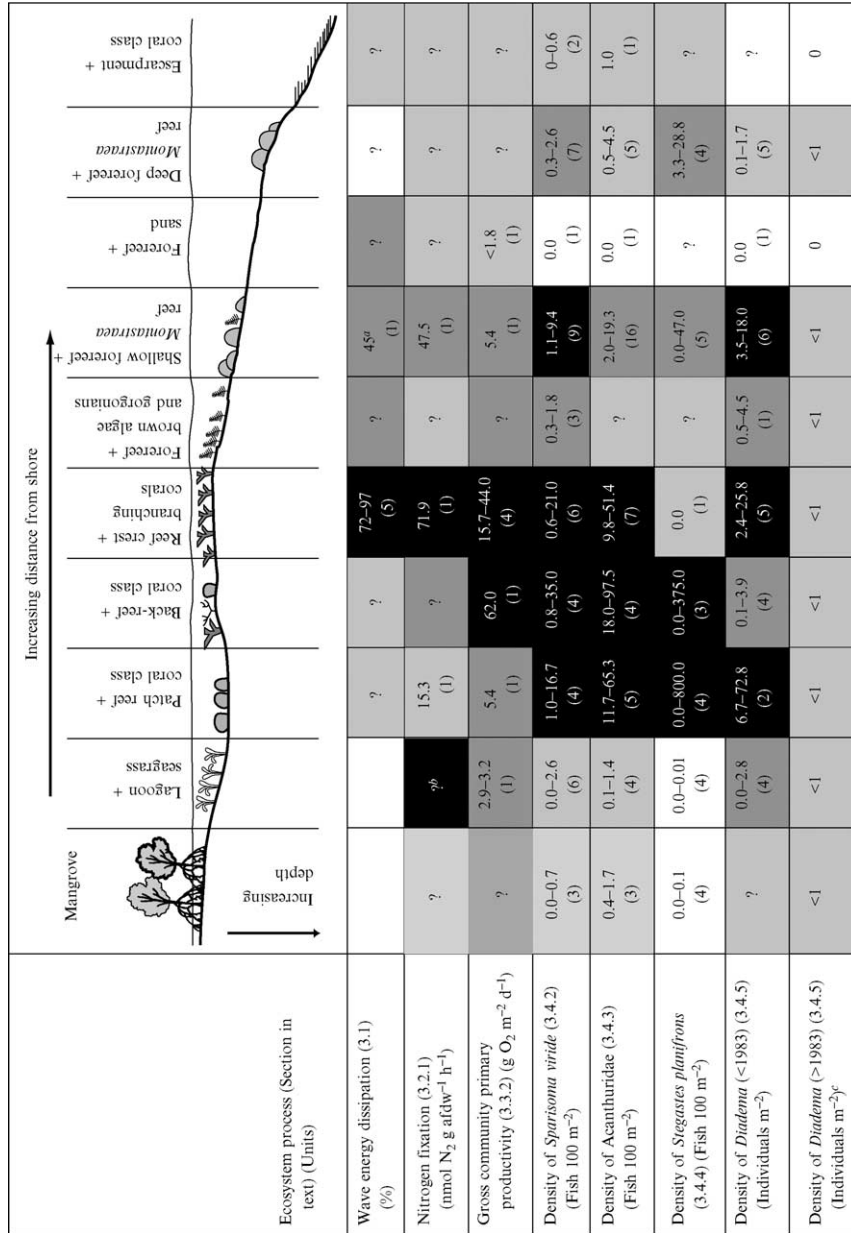 Increasing distance from shore
Mangrove
Increasing
depth
Lagoon +
seagrass
Patch reef +
coral class
Back-reef +
coral class
Reef crest +
branching
corals
Forereef +
brown algae
and gorgonians
Shallow forereef +
Montastraea
reef
Forereef +
sand
Deep forereef +
Montastraea
reef
Escarpment +
coral class
Ecosystem process (Section in
text) (Units)
Wave energy dissipation (3.1)
(%)
?
?
72–97
(5)
?
45ᵃ
(1)
?
?
?
Nitrogen fixation (3.2.1)
(nmol N₂ g afdw⁻¹ h⁻¹)
?
?ᵇ
15.3
(1)
?
71.9
(1)
?
47.5
(1)
?
?
?
Gross community primary
productivity (3.3.2) (g O₂ m⁻² d⁻¹)
?
2.9–3.2
(1)
5.4
(1)
62.0
(1)
15.7–44.0
(4)
?
5.4
(1)
<1.8
(1)
?
?
Density of Sparisoma viride (3.4.2)
(Fish 100 m⁻²)
0.0–0.7
(3)
0.0–2.6
(6)
1.0–16.7
(4)
0.8–35.0
(4)
0.6–21.0
(6)
0.3–1.8
(3)
1.1–9.4
(9)
0.0
(1)
0.3–2.6
(7)
0–0.6
(2)
Density of Acanthuridae (3.4.3)
(Fish 100 m⁻²)
0.4–1.7
(3)
0.1–1.4
(4)
11.7–65.3
(5)
18.0–97.5
(4)
9.8–51.4
(7)
?
2.0–19.3
(16)
0.0
(1)
0.5–4.5
(5)
1.0
(1)
Density of Stegastes planifrons
(3.4.4) (Fish 100 m⁻²)
0.0–0.1
(4)
0.0–0.01
(4)
0.0–800.0
(4)
0.0–375.0
(3)
0.0
(1)
?
0.0–47.0
(5)
?
3.3–28.8
(4)
?
Density of Diadema (<1983) (3.4.5)
(Individuals m⁻²)
?
0.0–2.8
(4)
6.7–72.8
(2)
0.1–3.9
(4)
2.4–25.8
(5)
0.5–4.5
(1)
3.5–18.0
(6)
0.0
(1)
0.1–1.7
(5)
?
Density of Diadema (>1983) (3.4.5)
(Individuals m⁻²)ᶜ
<1
<1
<1
<1
<1
<1
<1
0
<1
0